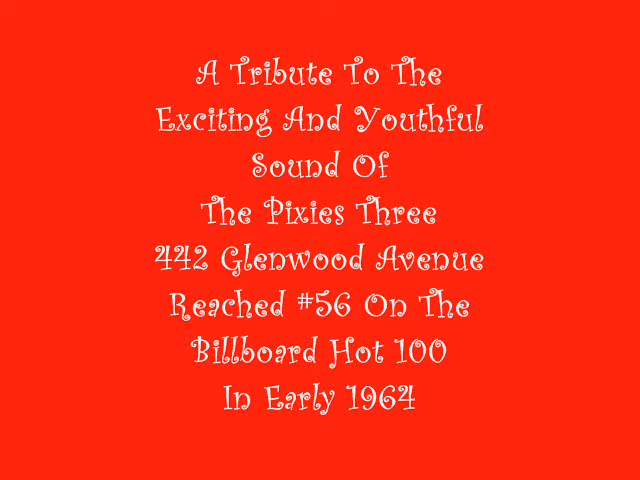 A Tribute To The
Exciting And Youthful
Sound Of
The Pixies Three
442 Glenwood Avenue
Reached #56 On The
Billboard Hot 100
In Early 1964